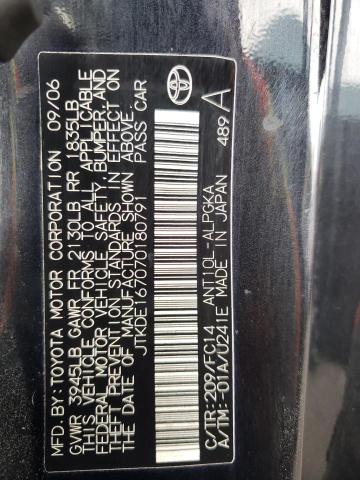 MFD.BY:TOYOTA MOTOR CORPORATION 09/06
GVWR 3945LB GAWR FR 2130LB RR 1835LB
THIS VEHICLE CONFORMS TO ALL APPLICABLE
FEDERAL MOTOR VEHICLE SAFETY, BUMPER, AND
THEFT PREVENTION STANDARDS IN EFFECT ON
THE DATE OF MANUFACTURE SHOWN ABOVE.
JTKDE167070180791 PASS CAR
C/TR:209/FC14 ANT10L-ALPGKA
A/TM:-01A/U241E MADE IN JAPAN 489 A